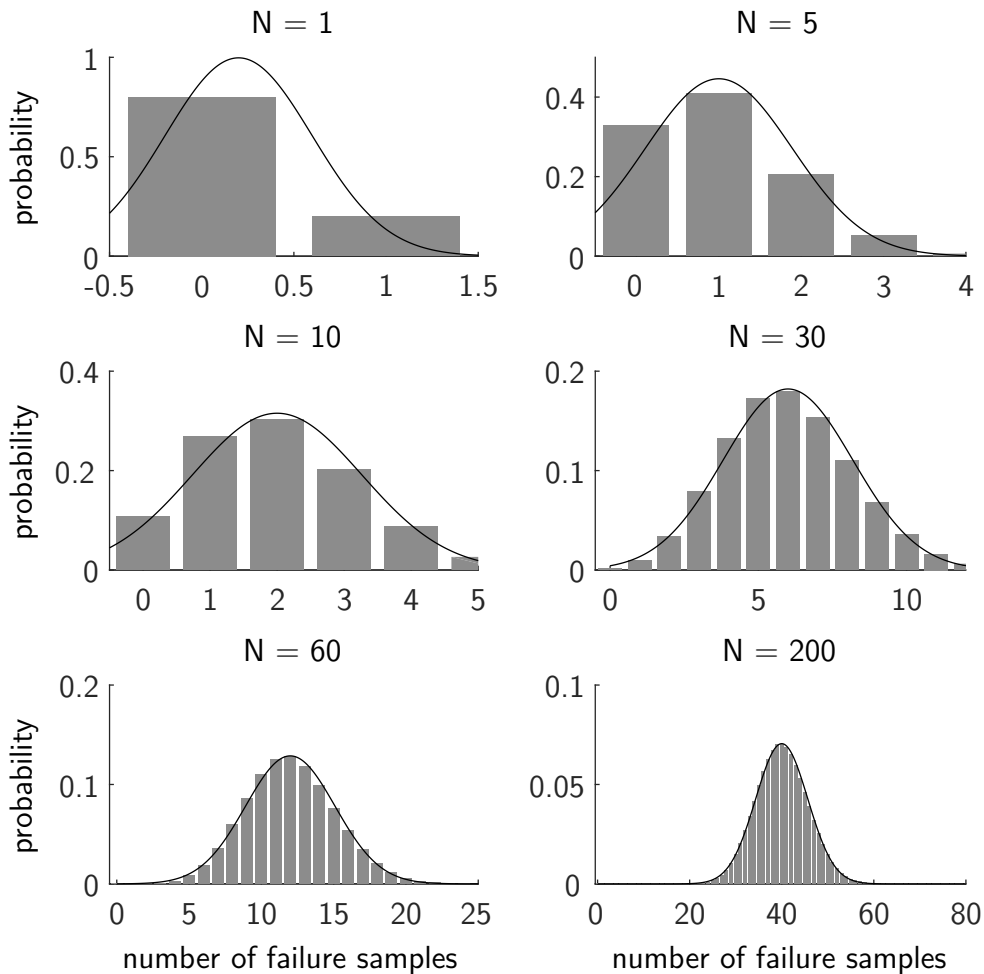 N = 1
N = 5
probability
1
0.5
0
-0.5 0 0.5 1 1.5
0.4
0.2
0
0 1 2 3 4
N = 10
N = 30
probability
0.4
0.2
0
0 1 2 3 4 5
0.2
0.1
0
0 5 10
N = 60
N = 200
probability
0.2
0.1
0
0 5 10 15 20 25
number of failure samples
0.1
0.05
0
0 20 40 60 80
number of failure samples